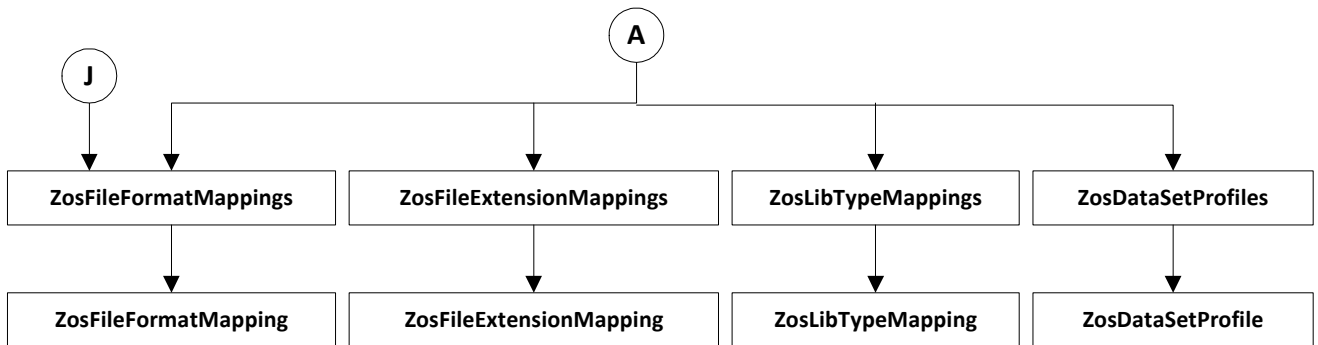 A
J
ZosFileFormatMappings
ZosFileExtensionMappings
ZosLibTypeMappings
ZosDataSetProfiles
ZosFileFormatMapping
ZosFileExtensionMapping
ZosLibTypeMapping
ZosDataSetProfile